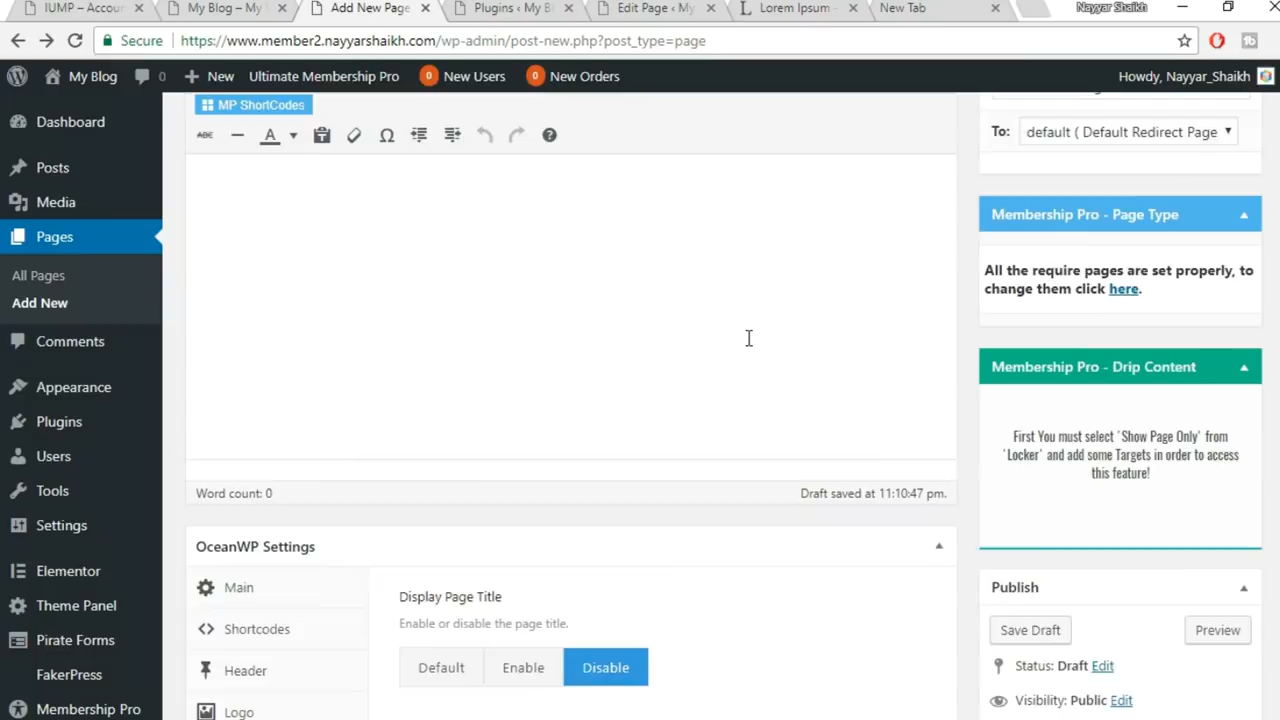 IUMP – Accoun
My Blog – My
Add New Page
Plugins ‹ My B
Edit Page ‹ My
Lorem Ipsum -
New Tab
Nayyar Shaikh
Secure
https://www.member2.nayyarshaikh.com/wp-admin/post-new.php?post_type=page
My Blog
0
New
Ultimate Membership Pro
0
New Users
0
New Orders
Howdy, Nayyar_Shaikh
Dashboard
Posts
Media
Pages
All Pages
Add New
Comments
Appearance
Plugins
Users
Tools
Settings
Elementor
Theme Panel
Pirate Forms
FakerPress
Membership Pro
MP ShortCodes
ABC
A
Ω
Word count: 0
Draft saved at 11:10:47 pm.
OceanWP Settings
Main
Shortcodes
Header
Logo
Display Page Title
Enable or disable the page title.
Default
Enable
Disable
To:
default ( Default Redirect Page
Membership Pro - Page Type
All the require pages are set properly, to
change them click here.
Membership Pro - Drip Content
First You must select 'Show Page Only' from
'Locker' and add some Targets in order to access
this feature!
Publish
Save Draft
Preview
Status: Draft Edit
Visibility: Public Edit